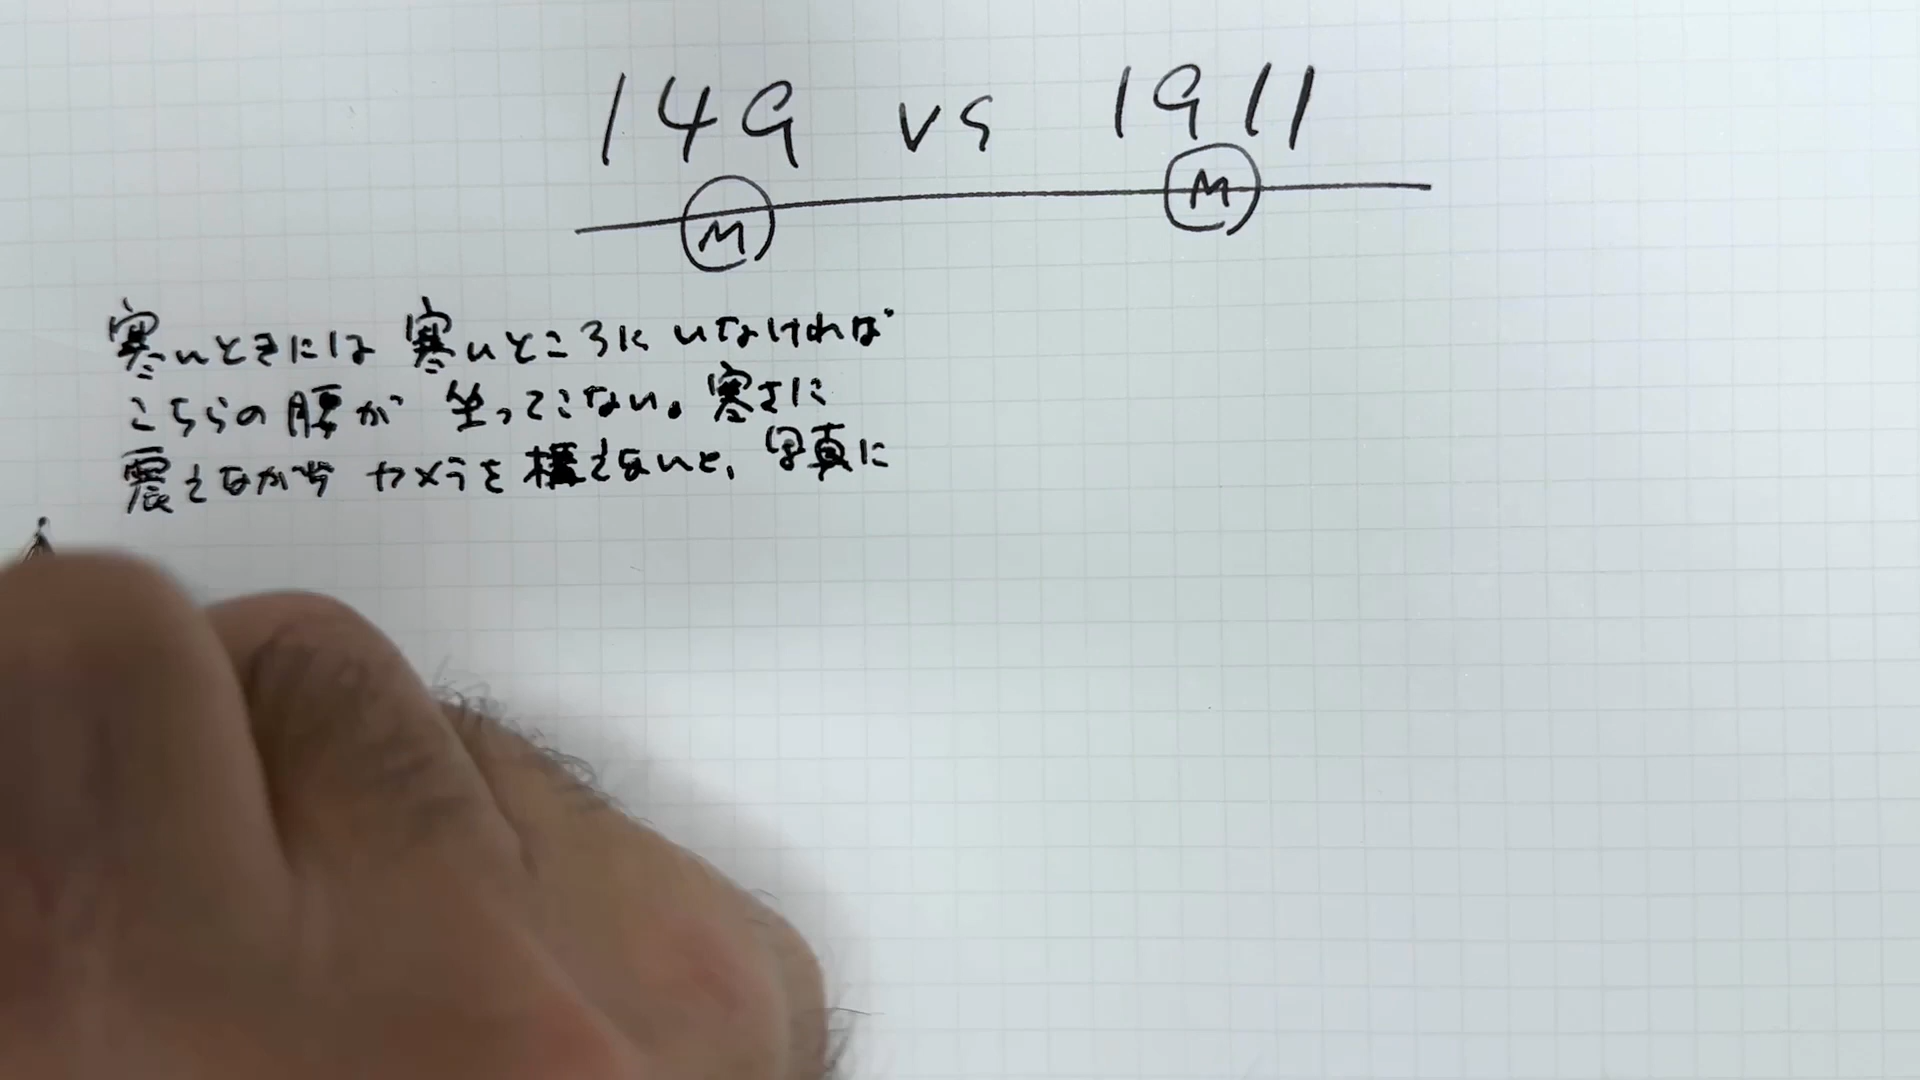 149 vs 1911
M M
寒いときには 寒いところに いなければ
こちらの腰が 坐ってこない。寒さに
震えながら カメラを 構えないと、写真に